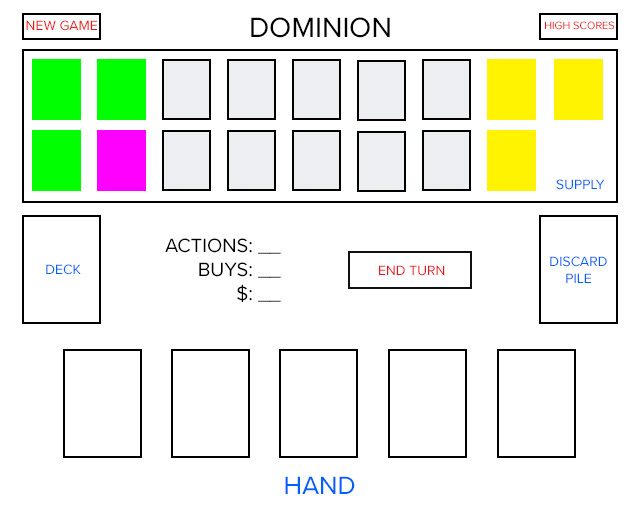 NEW GAME
DOMINION
HIGH SCORES
SUPPLY
DECK
ACTIONS: __
BUYS: __
$: __
END TURN
DISCARD
PILE
HAND